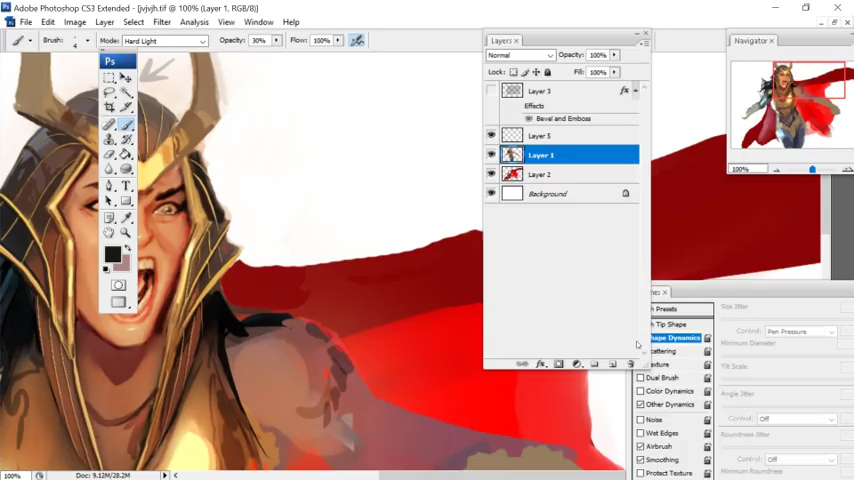 Adobe Photoshop CS3 Extended - [jvjvjh.tif @ 100% (Layer 1, RGB/8)]
File Edit Image Layer Select Filter Analysis View Window Help
Brush: 4 Mode: Hard Light Opacity: 30% Flow: 100%
Ps
Layers x
Normal Opacity: 100%
Lock: Fill: 100%
Layer 3 fx
Effects
Bevel and Emboss
Layer 5
Layer 1
Layer 2
Background
Navigator x
100%
Presets
Tip Shape
Shape Dynamics
Scattering
Texture
Dual Brush
Color Dynamics
Other Dynamics
Noise
Wet Edges
Airbrush
Smoothing
Protect Texture
Size Jitter
Control: Pen Pressure
Minimum Diameter
Tilt Scale
Angle Jitter
Control: Off
Roundness Jitter
Control: Off
Minimum Roundness
100% Doc: 9.12M/28.2M